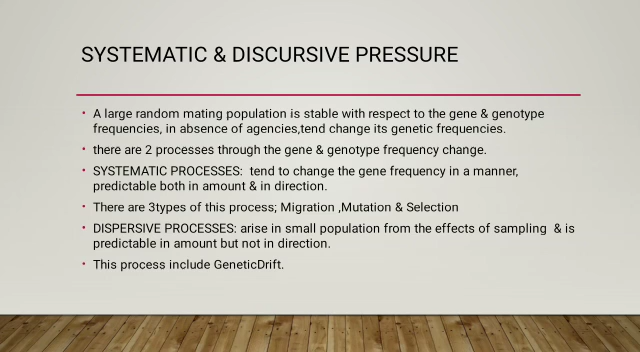 SYSTEMATIC & DISCURSIVE PRESSURE
• A large random mating population is stable with respect to the gene & genotype
frequencies, in absence of agencies,tend change its genetic frequencies.
• there are 2 processes through the gene & genotype frequency change.
• SYSTEMATIC PROCESSES: tend to change the gene frequency in a manner,
predictable both in amount & in direction.
• There are 3types of this process; Migration ,Mutation & Selection
• DISPERSIVE PROCESSES: arise in small population from the effects of sampling & is
predictable in amount but not in direction.
• This process include GeneticDrift.